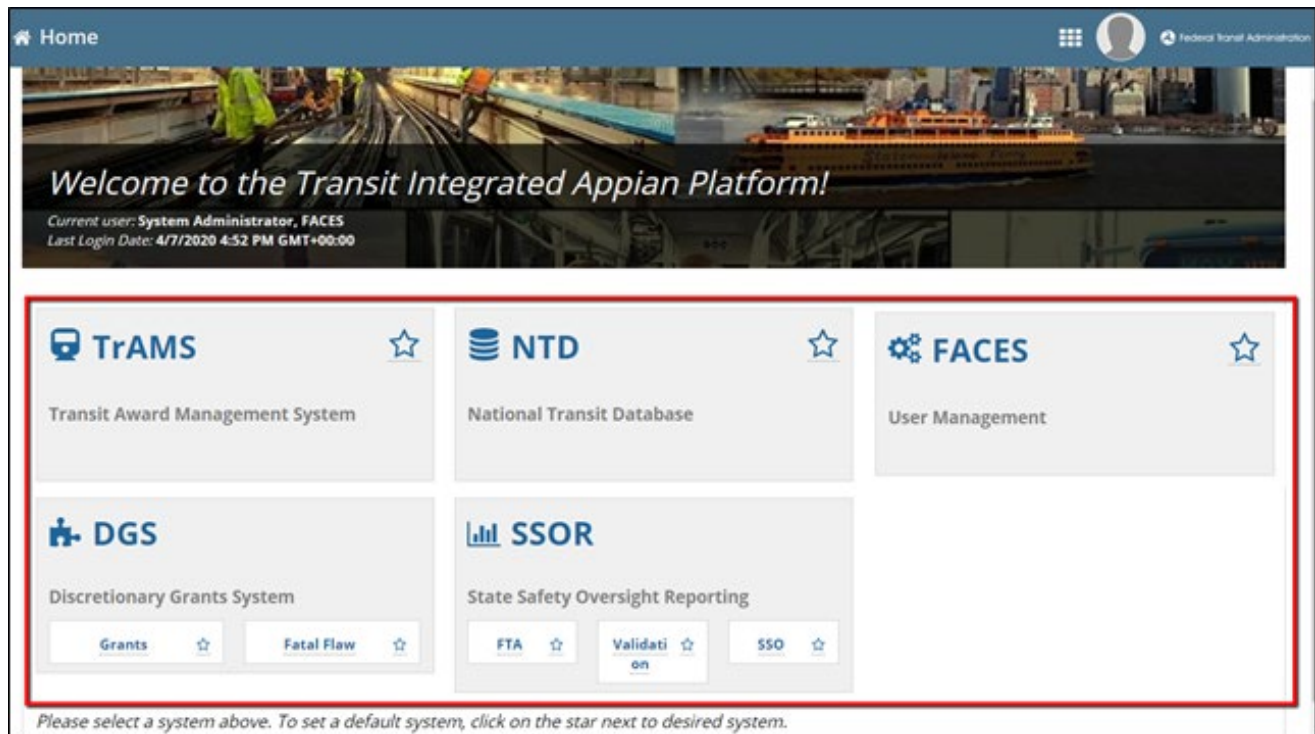 Home
Federal Transit Administration
Staten Island Ferry
Welcome to the Transit Integrated Appian Platform!
Current user: System Administrator, FACES
Last Login Date: 4/7/2020 4:52 PM GMT+00:00
TrAMS
Transit Award Management System
NTD
National Transit Database
FACES
User Management
DGS
Discretionary Grants System
Grants
Fatal Flaw
SSOR
State Safety Oversight Reporting
FTA
Validati
on
SSO
Please select a system above. To set a default system, click on the star next to desired system.